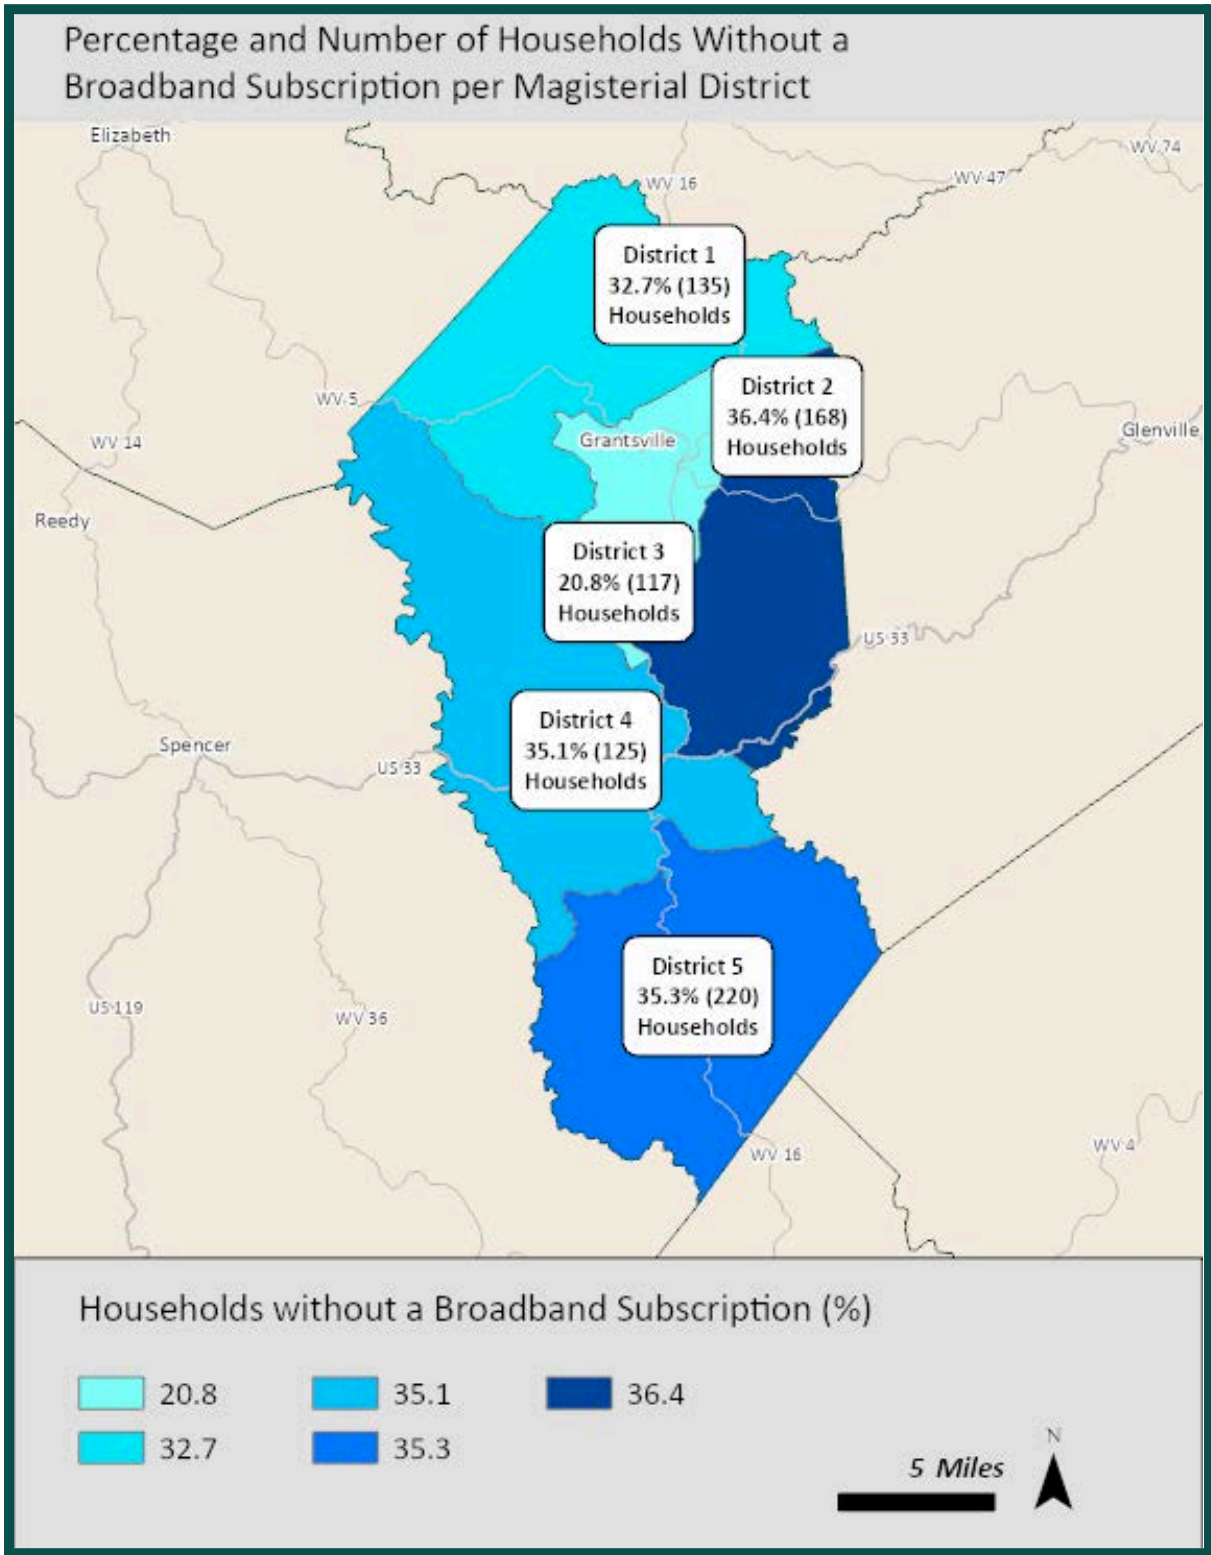 Percentage and Number of Households Without a
Broadband Subscription per Magisterial District
Elizabeth
WV 74
WV 47
WV 16
District 1
32.7% (135)
Households
WV 5
District 2
36.4% (168)
Households
WV 14
Grantsville
Glenville
Reedy
District 3
20.8% (117)
Households
US 33
District 4
35.1% (125)
Households
Spencer
US 33
District 5
35.3% (220)
Households
US 119
WV 36
WV 16
WV 4
Households without a Broadband Subscription (%)
20.8
35.1
36.4
32.7
35.3
N
5 Miles